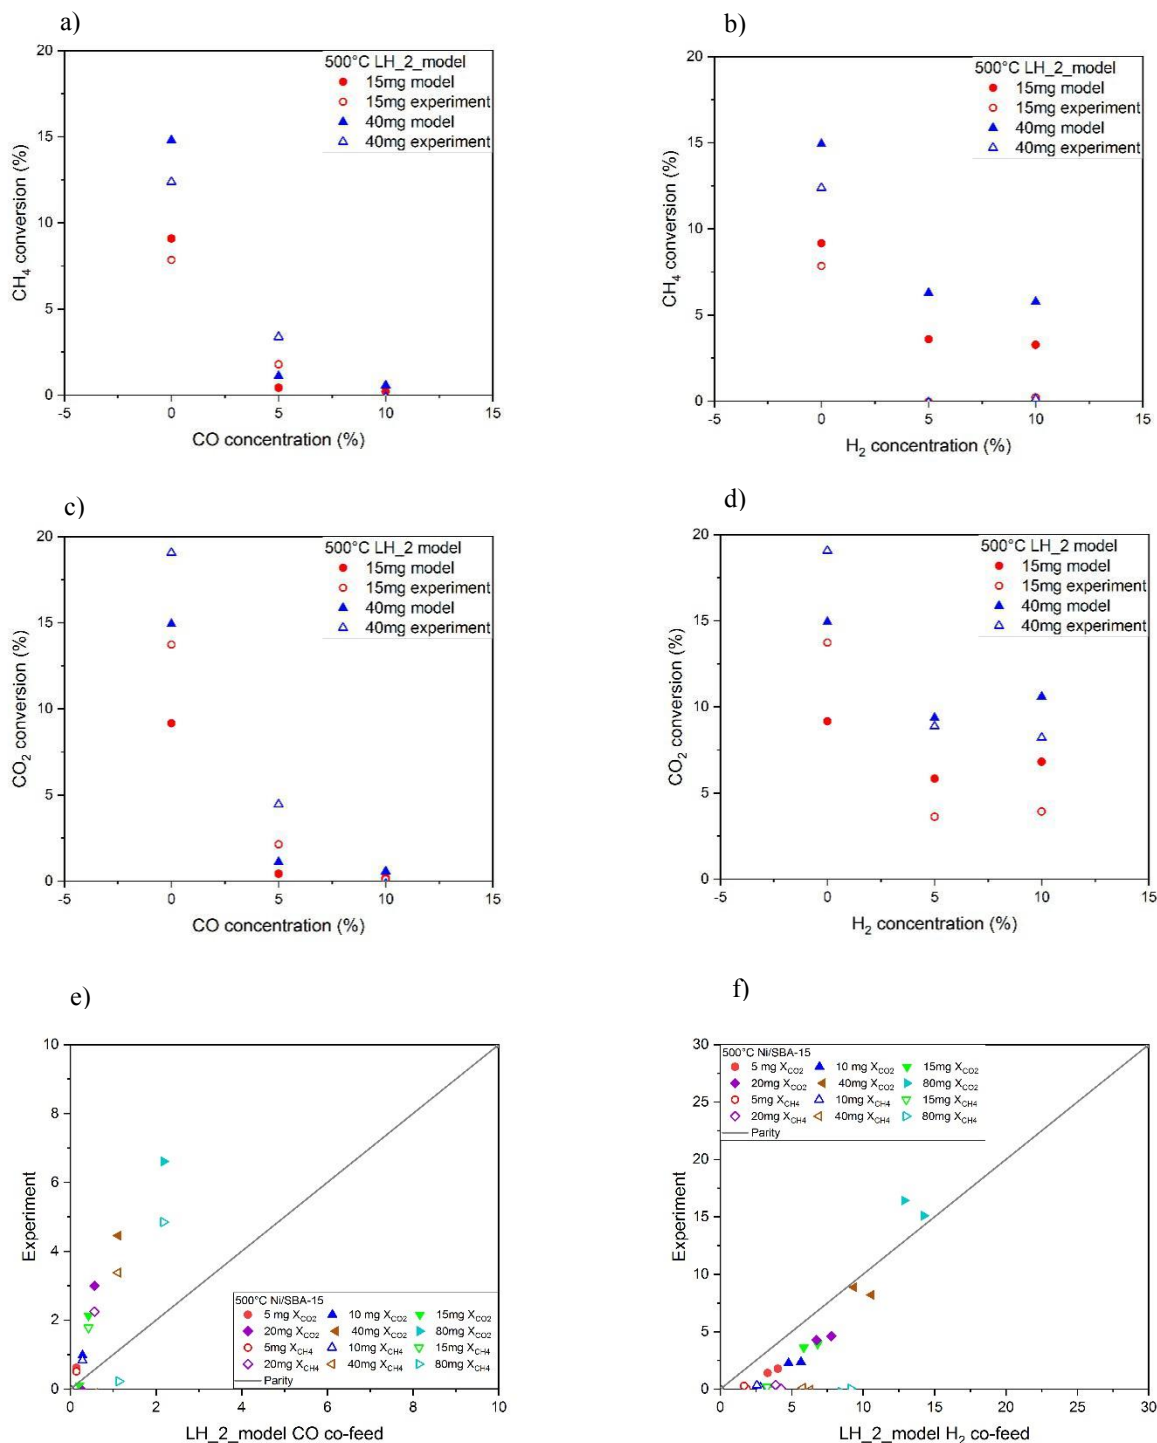 a)
20
15
10
5
0
-5
0
5
10
15
CH4 conversion (%)
CO concentration (%)
500°C LH_2_model
15mg model
15mg experiment
40mg model
40mg experiment
b)
20
15
10
5
0
-5
0
5
10
15
CH4 conversion (%)
H2 concentration (%)
500°C LH_2_model
15mg model
15mg experiment
40mg model
40mg experiment
c)
20
15
10
5
0
-5
0
5
10
15
CO2 conversion (%)
CO concentration (%)
500°C LH_2 model
15mg model
15mg experiment
40mg model
40mg experiment
d)
20
15
10
5
0
-5
0
5
10
15
CO2 conversion (%)
H2 concentration (%)
500°C LH_2 model
15mg model
15mg experiment
40mg model
40mg experiment
e)
10
8
6
4
2
0
0
2
4
6
8
10
Experiment
LH_2_model CO co-feed
500°C Ni/SBA-15
5 mg XCO2 10 mg XCO2 15mg XCO2
20mg XCO2 40mg XCO2 80mg XCO2
5mg XCH4 10mg XCH4 15mg XCH4
20mg XCH4 40mg XCH4 80mg XCH4
Parity
f)
30
25
20
15
10
5
0
0
5
10
15
20
25
30
Experiment
LH_2_model H2 co-feed
500°C Ni/SBA-15
5 mg XCO2 10 mg XCO2 15mg XCO2
20mg XCO2 40mg XCO2 80mg XCO2
5mg XCH4 10mg XCH4 15mg XCH4
20mg XCH4 40mg XCH4 80mg XCH4
Parity